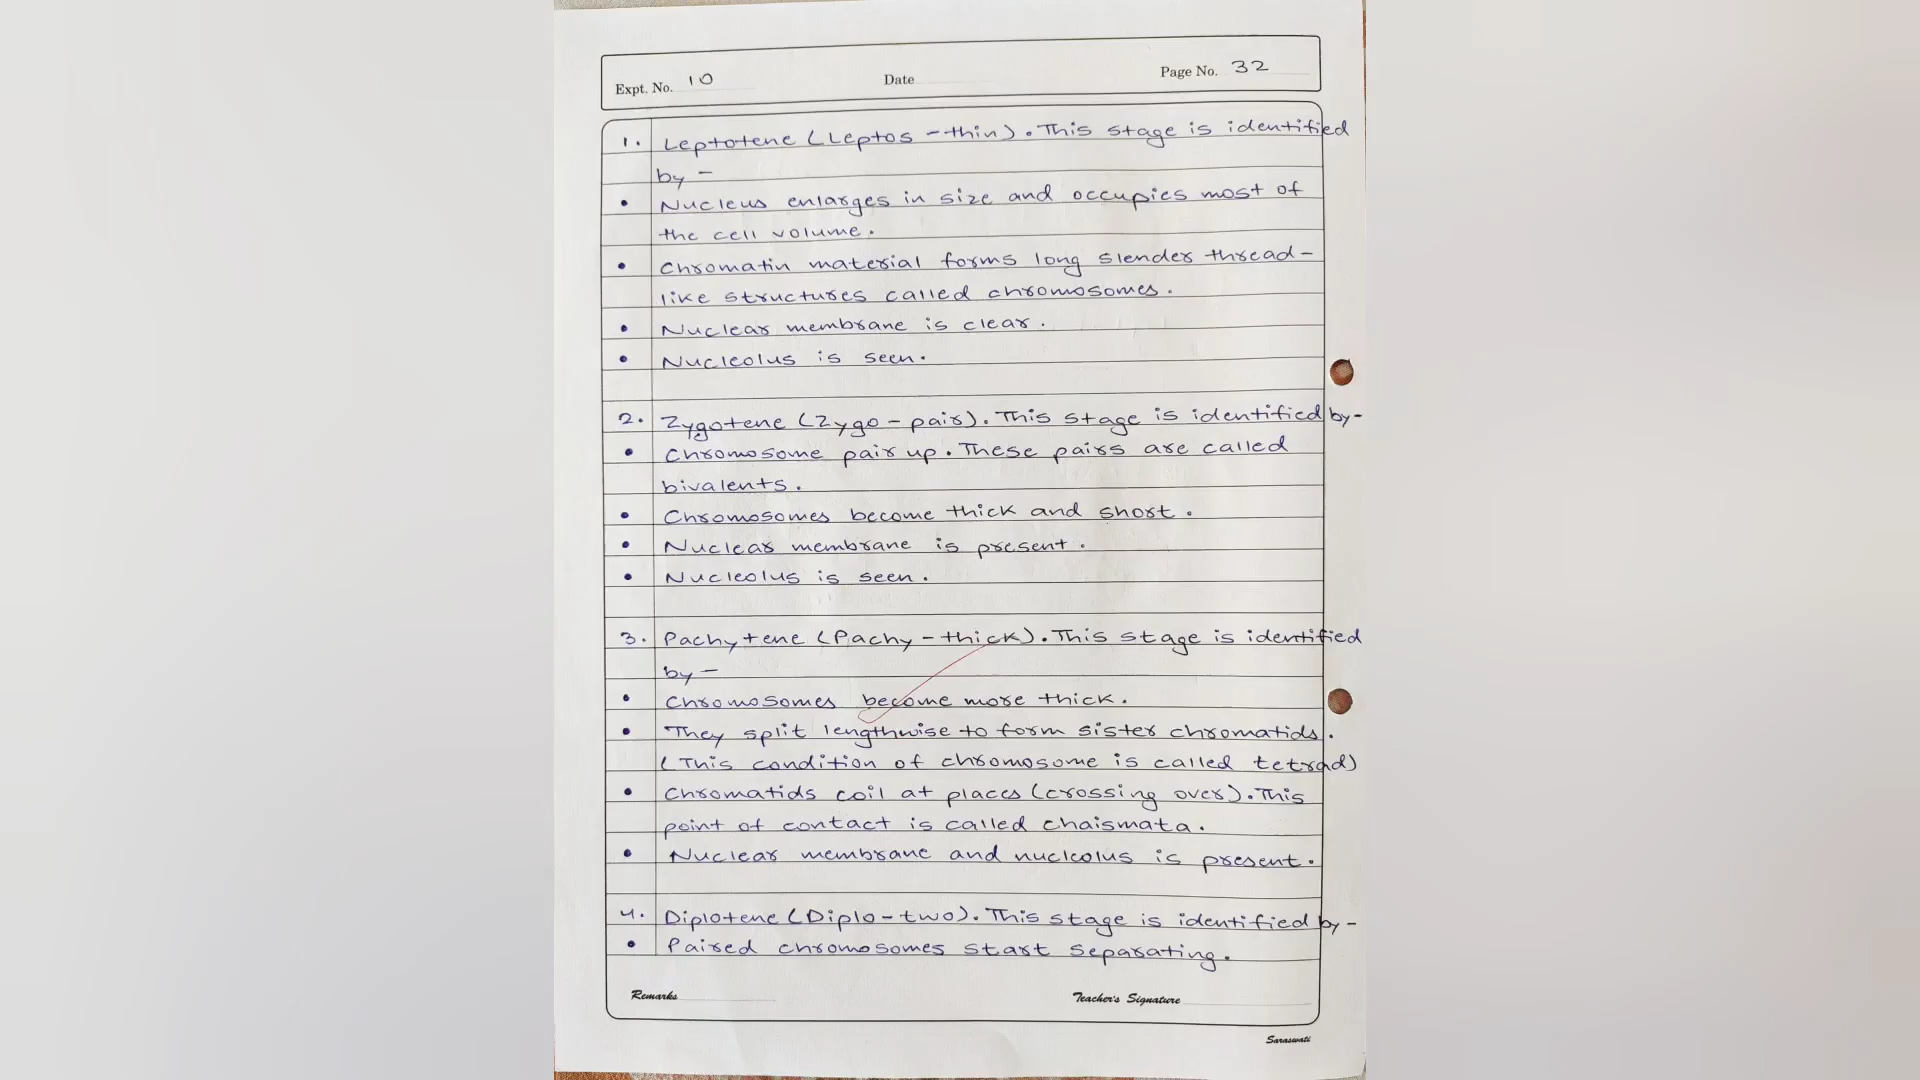 Expt. No. 10 Date Page No. 32
1. Leptotene (Leptos - thin). This stage is identified
by -
• Nucleus enlarges in size and occupies most of
the cell volume.
• Chromatin material forms long slender thread-
like structures called chromosomes.
• Nuclear membrane is clear.
• Nucleolus is seen.
2. Zygotene (Zygo - pair). This stage is identified by-
• Chromosome pair up. These pairs are called
bivalents.
• Chromosomes become thick and short.
• Nuclear membrane is present.
• Nucleolus is seen.
3. Pachytene (Pachy - thick). This stage is identified
by -
• Chromosomes become more thick.
• They split lengthwise to form sister chromatids.
(This condition of chromosome is called tetrad)
• Chromatids coil at places (crossing over). This
point of contact is called chaismata.
• Nuclear membrane and nucleolus is present.
4. Diplotene (Diplo - two). This stage is identified by -
• Paired chromosomes start separating.
Remarks Teacher's Signature
Saraswati